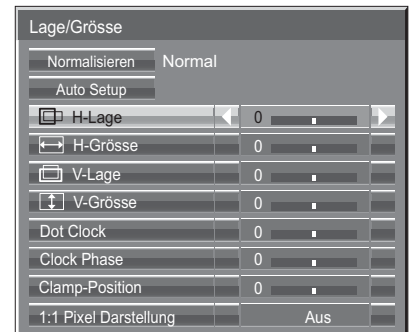 Lage/Grösse
Normalisieren Normal
Auto Setup
H-Lage 0
H-Grösse 0
V-Lage 0
V-Grösse 0
Dot Clock 0
Clock Phase 0
Clamp-Position 0
1:1 Pixel Darstellung Aus